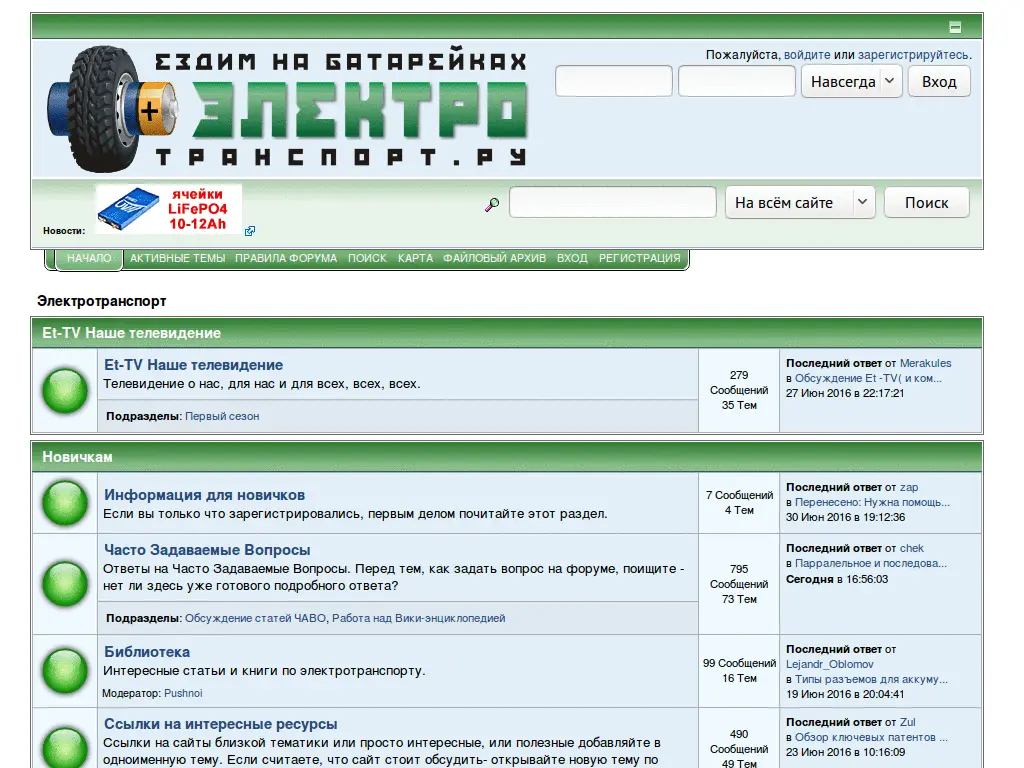 ЕЗДИМ НА БАТАРЕЙКАХ
ЭЛЕКТРО
ТРАНСПОРТ.РУ
Пожалуйста, войдите или зарегистрируйтесь.
Навсегда
Вход
ячейки
LiFePO4
10-12Ah
Новости:
На всём сайте
Поиск
НАЧАЛО АКТИВНЫЕ ТЕМЫ ПРАВИЛА ФОРУМА ПОИСК КАРТА ФАЙЛОВЫЙ АРХИВ ВХОД РЕГИСТРАЦИЯ
Электротранспорт
Et-TV Наше телевидение
Et-TV Наше телевидение
Телевидение о нас, для нас и для всех, всех, всех.
Подразделы: Первый сезон
279
Сообщений
35 Тем
Последний ответ от Merakules
в Обсуждение Et -TV( и ком...
27 Июн 2016 в 22:17:21
Новичкам
Информация для новичков
Если вы только что зарегистрировались, первым делом почитайте этот раздел.
7 Сообщений
4 Тем
Последний ответ от zap
в Перенесено: Нужна помощь...
30 Июн 2016 в 19:12:36
Часто Задаваемые Вопросы
Ответы на Часто Задаваемые Вопросы. Перед тем, как задать вопрос на форуме, поищите -
нет ли здесь уже готового подробного ответа?
Подразделы: Обсуждение статей ЧАВО, Работа над Вики-энциклопедией
795
Сообщений
73 Тем
Последний ответ от chek
в Парралельное и последова...
Сегодня в 16:56:03
Библиотека
Интересные статьи и книги по электротранспорту.
Модератор: Pushnoi
99 Сообщений
16 Тем
Последний ответ от
Lejandr_Oblomov
в Типы разъемов для аккуму...
19 Июн 2016 в 20:04:41
Ссылки на интересные ресурсы
Ссылки на сайты близкой тематики или просто интересные, или полезные добавляйте в
одноименную тему. Если считаете, что сайт стоит обсудить- открывайте новую тему по
490
Сообщений
49 Тем
Последний ответ от Zul
в Обзор ключевых патентов ...
23 Июн 2016 в 10:16:09